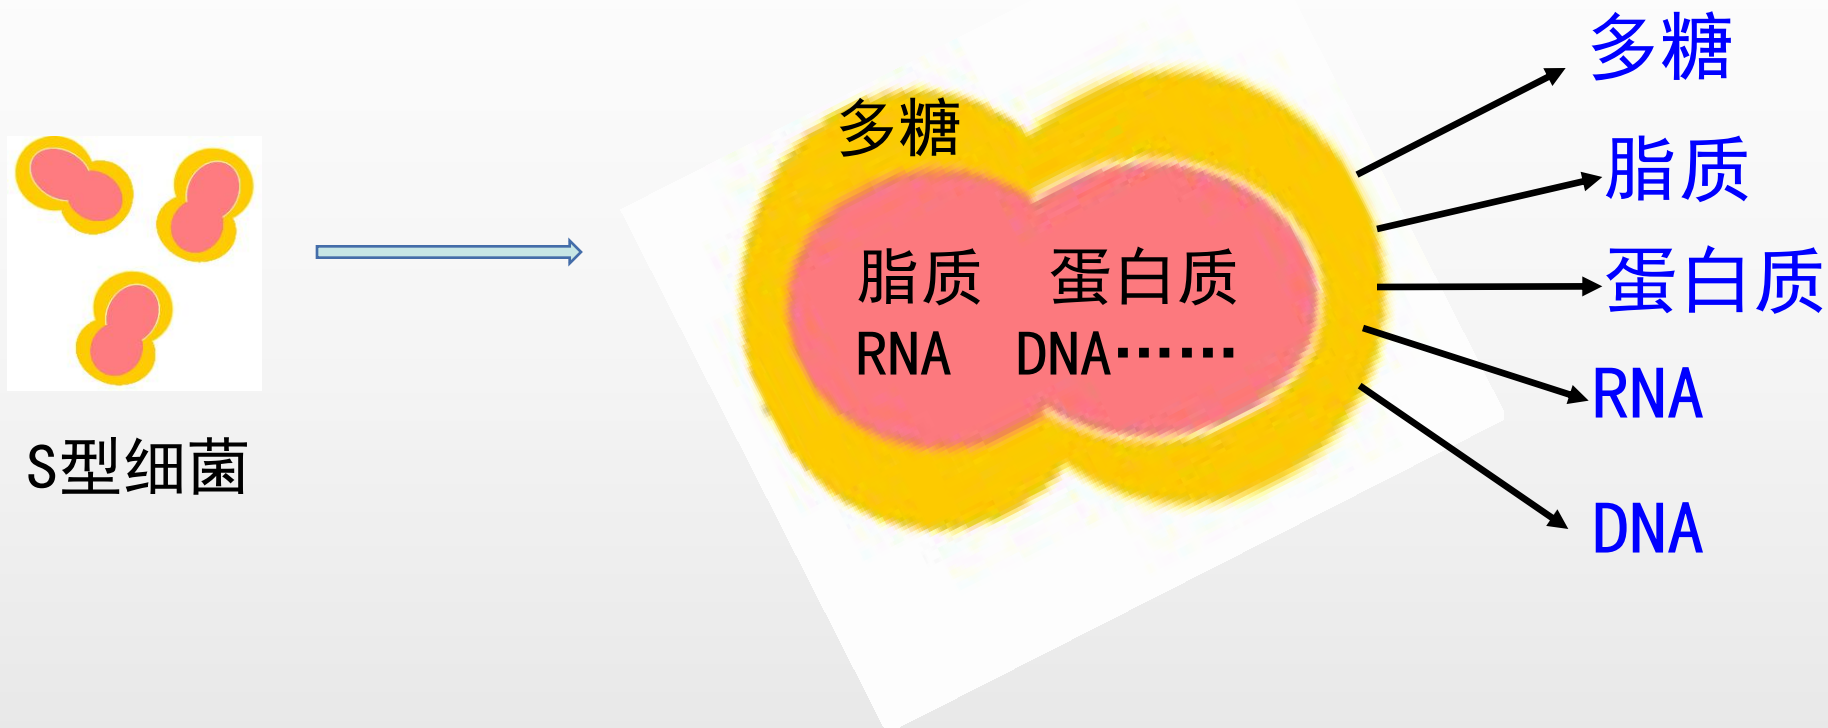 S型细菌
多糖
脂质 蛋白质
RNA DNA……
多糖
脂质
蛋白质
RNA
DNA